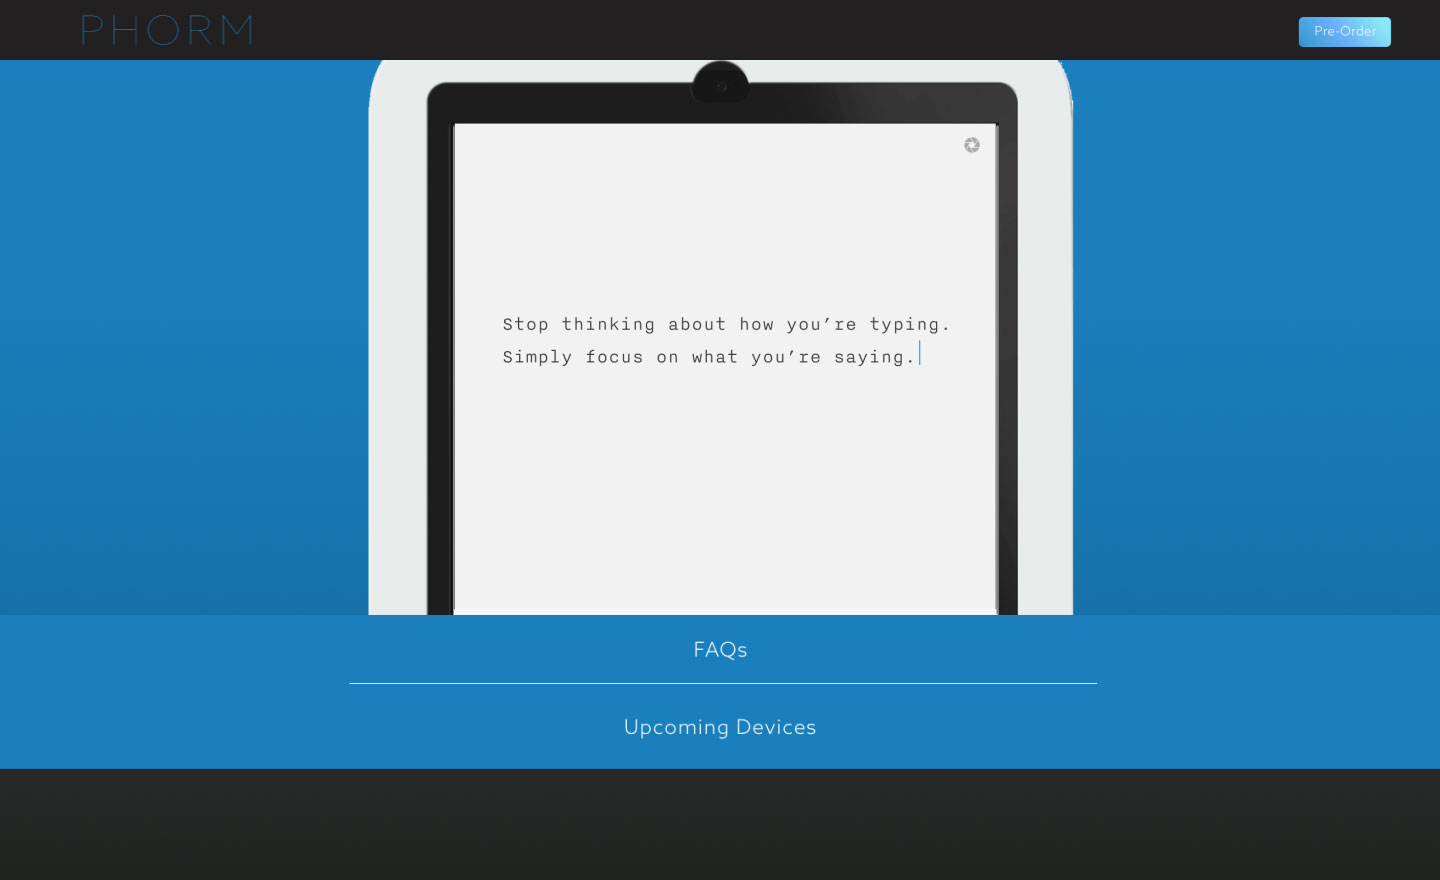 PHORM
Pre-Order
Stop thinking about how you’re typing.
Simply focus on what you’re saying.
FAQs
Upcoming Devices